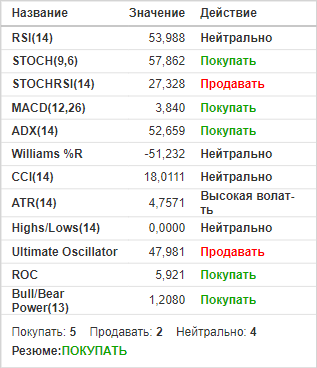 Название Значение Действие
RSI(14) 53,988 Нейтрально
STOCH(9,6) 57,862 Покупать
STOCHRSI(14) 27,328 Продавать
MACD(12,26) 3,840 Покупать
ADX(14) 52,659 Покупать
Williams %R -51,232 Нейтрально
CCI(14) 18,0111 Нейтрально
ATR(14) 4,7571 Высокая волат-
ть
Highs/Lows(14) 0,0000 Нейтрально
Ultimate Oscillator 47,981 Продавать
ROC 5,921 Покупать
Bull/Bear
Power(13) 1,2080 Покупать
Покупать: 5 Продавать: 2 Нейтрально: 4
Резюме:ПОКУПАТЬ